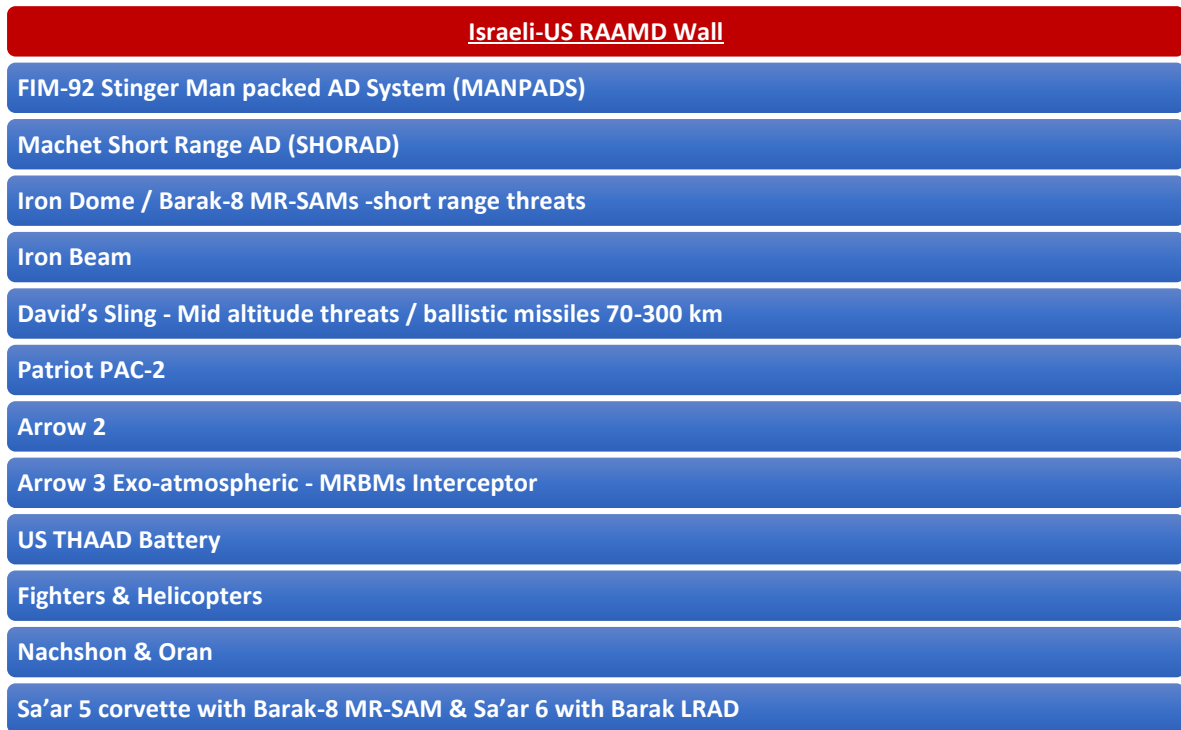 Israeli-US RAAMD Wall
FIM-92 Stinger Man packed AD System (MANPADS)
Machet Short Range AD (SHORAD)
Iron Dome / Barak-8 MR-SAMs -short range threats
Iron Beam
David’s Sling - Mid altitude threats / ballistic missiles 70-300 km
Patriot PAC-2
Arrow 2
Arrow 3 Exo-atmospheric - MRBMs Interceptor
US THAAD Battery
Fighters & Helicopters
Nachshon & Oran
Sa’ar 5 corvette with Barak-8 MR-SAM & Sa’ar 6 with Barak LRAD